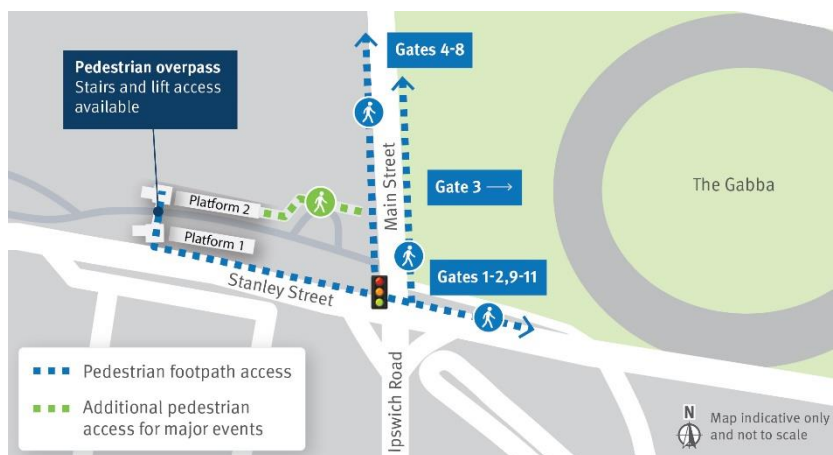 Pedestrian overpass
Stairs and lift access
available
Gates 4-8
Main Street
Gate 3 →
The Gabba
Platform 2
Platform 1
Gates 1-2,9-11
Stanley Street
Ipswich Road
Pedestrian footpath access
Additional pedestrian
access for major events
N
Map indicative only
and not to scale